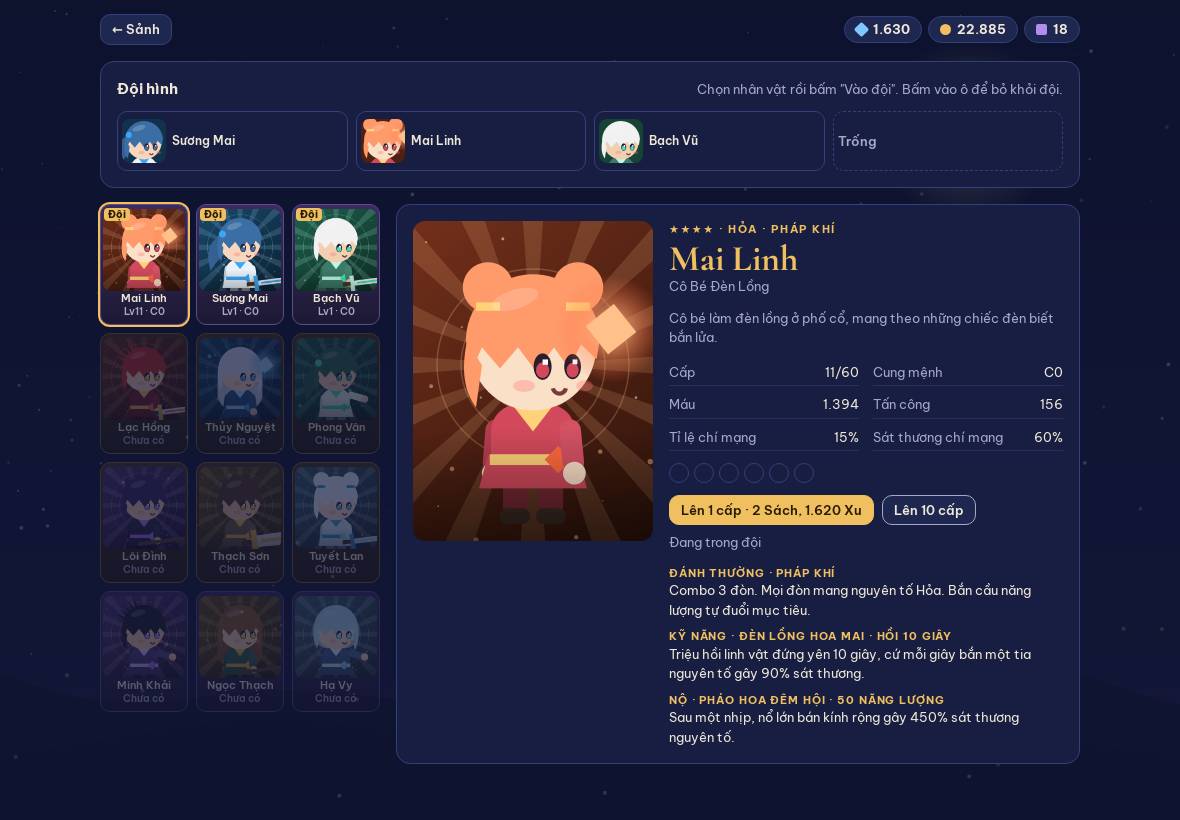 ← Sảnh
1.630
22.885
18
Đội hình
Chọn nhân vật rồi bấm "Vào đội". Bấm vào ô để bỏ khỏi đội.
Sương Mai
Mai Linh
Bạch Vũ
Trống
Đội
Đội
Đội
Mai Linh
Sương Mai
Bạch Vũ
Lv11 · C0
Lv1 · C0
Lv1 · C0
Lạc Hồng
Thủy Nguyệt
Phong Vân
Chưa có
Chưa có
Chưa có
Lôi Đình
Thạch Sơn
Tuyết Lan
Chưa có
Chưa có
Chưa có
Minh Khải
Ngọc Thạch
Hạ Vy
Chưa có
Chưa có
Chưa có
★★★★ · HỎA · PHÁP KHÍ
Mai Linh
Cô Bé Đèn Lồng
Cô bé làm đèn lồng ở phố cổ, mang theo những chiếc đèn biết
bắn lửa.
Cấp 11/60 Cung mệnh C0
Máu 1.394 Tấn công 156
Tỉ lệ chí mạng 15% Sát thương chí mạng 60%
Lên 1 cấp · 2 Sách, 1.620 Xu
Lên 10 cấp
Đang trong đội
ĐÁNH THƯỜNG · PHÁP KHÍ
Combo 3 đòn. Mọi đòn mang nguyên tố Hỏa. Bắn cầu năng
lượng tự đuổi mục tiêu.
KỸ NĂNG · ĐÈN LỒNG HOA MAI · HỒI 10 GIÂY
Triệu hồi linh vật đứng yên 10 giây, cứ mỗi giây bắn một tia
nguyên tố gây 90% sát thương.
NỘ · PHÁO HOA ĐÊM HỘI · 50 NĂNG LƯỢNG
Sau một nhịp, nổ lớn bán kính rộng gây 450% sát thương
nguyên tố.